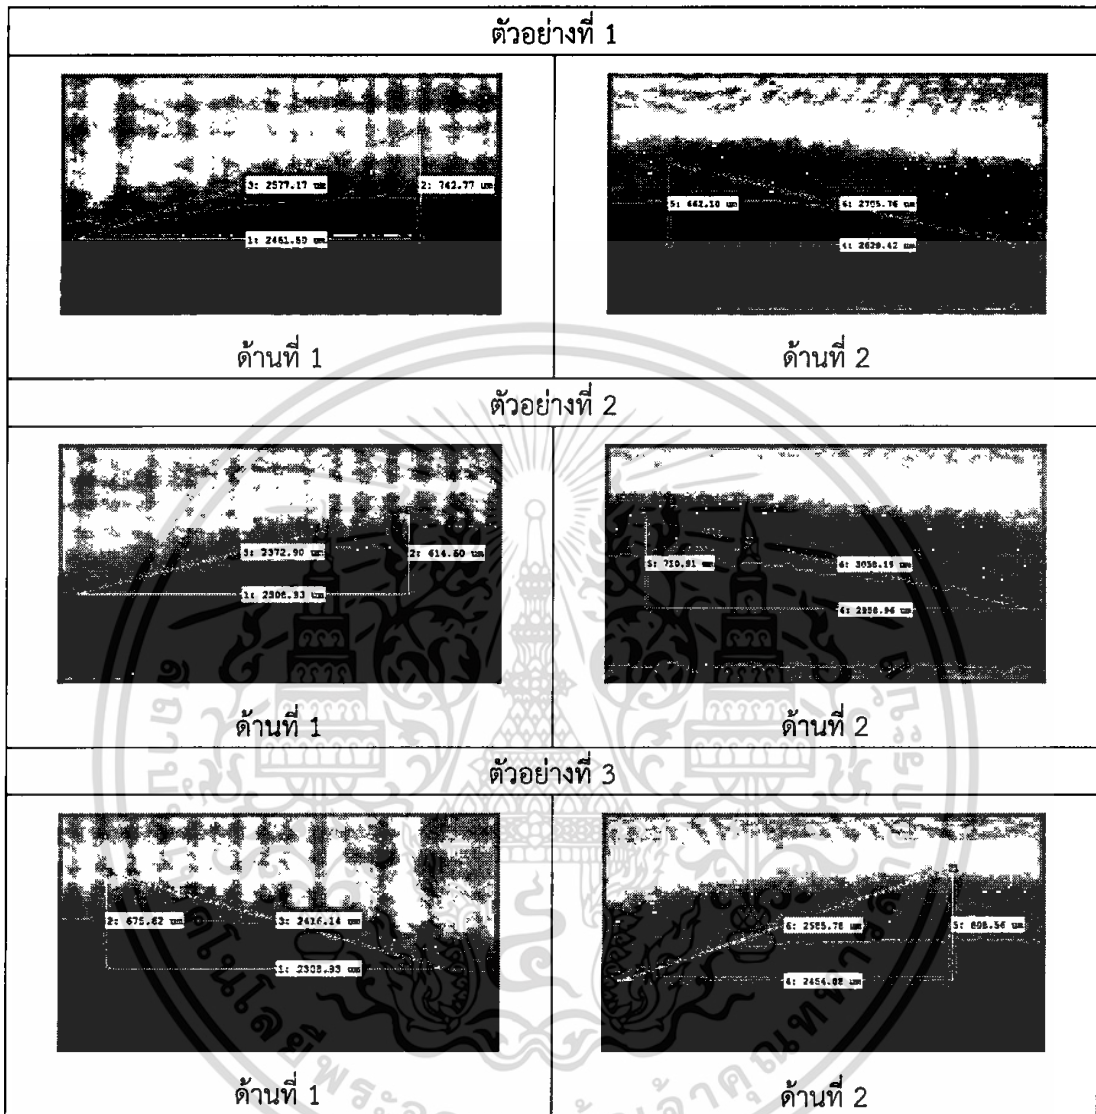 ตัวอย่างที่ 1
3: 2577.17 um
2: 742.77 um
1: 2461.50 um
5: 662.10 um
6: 2705.76 um
4: 2629.42 um
ด้านที่ 1
ด้านที่ 2
ตัวอย่างที่ 2
3: 2372.90 um
2: 614.60 um
1: 2308.93 um
5: 710.91 um
6: 3058.19 um
4: 2958.96 um
ด้านที่ 1
ด้านที่ 2
ตัวอย่างที่ 3
2: 675.62 um
3: 2416.14 um
1: 2308.93 um
6: 2585.78 um
5: 808.56 um
4: 2454.08 um
ด้านที่ 1
ด้านที่ 2